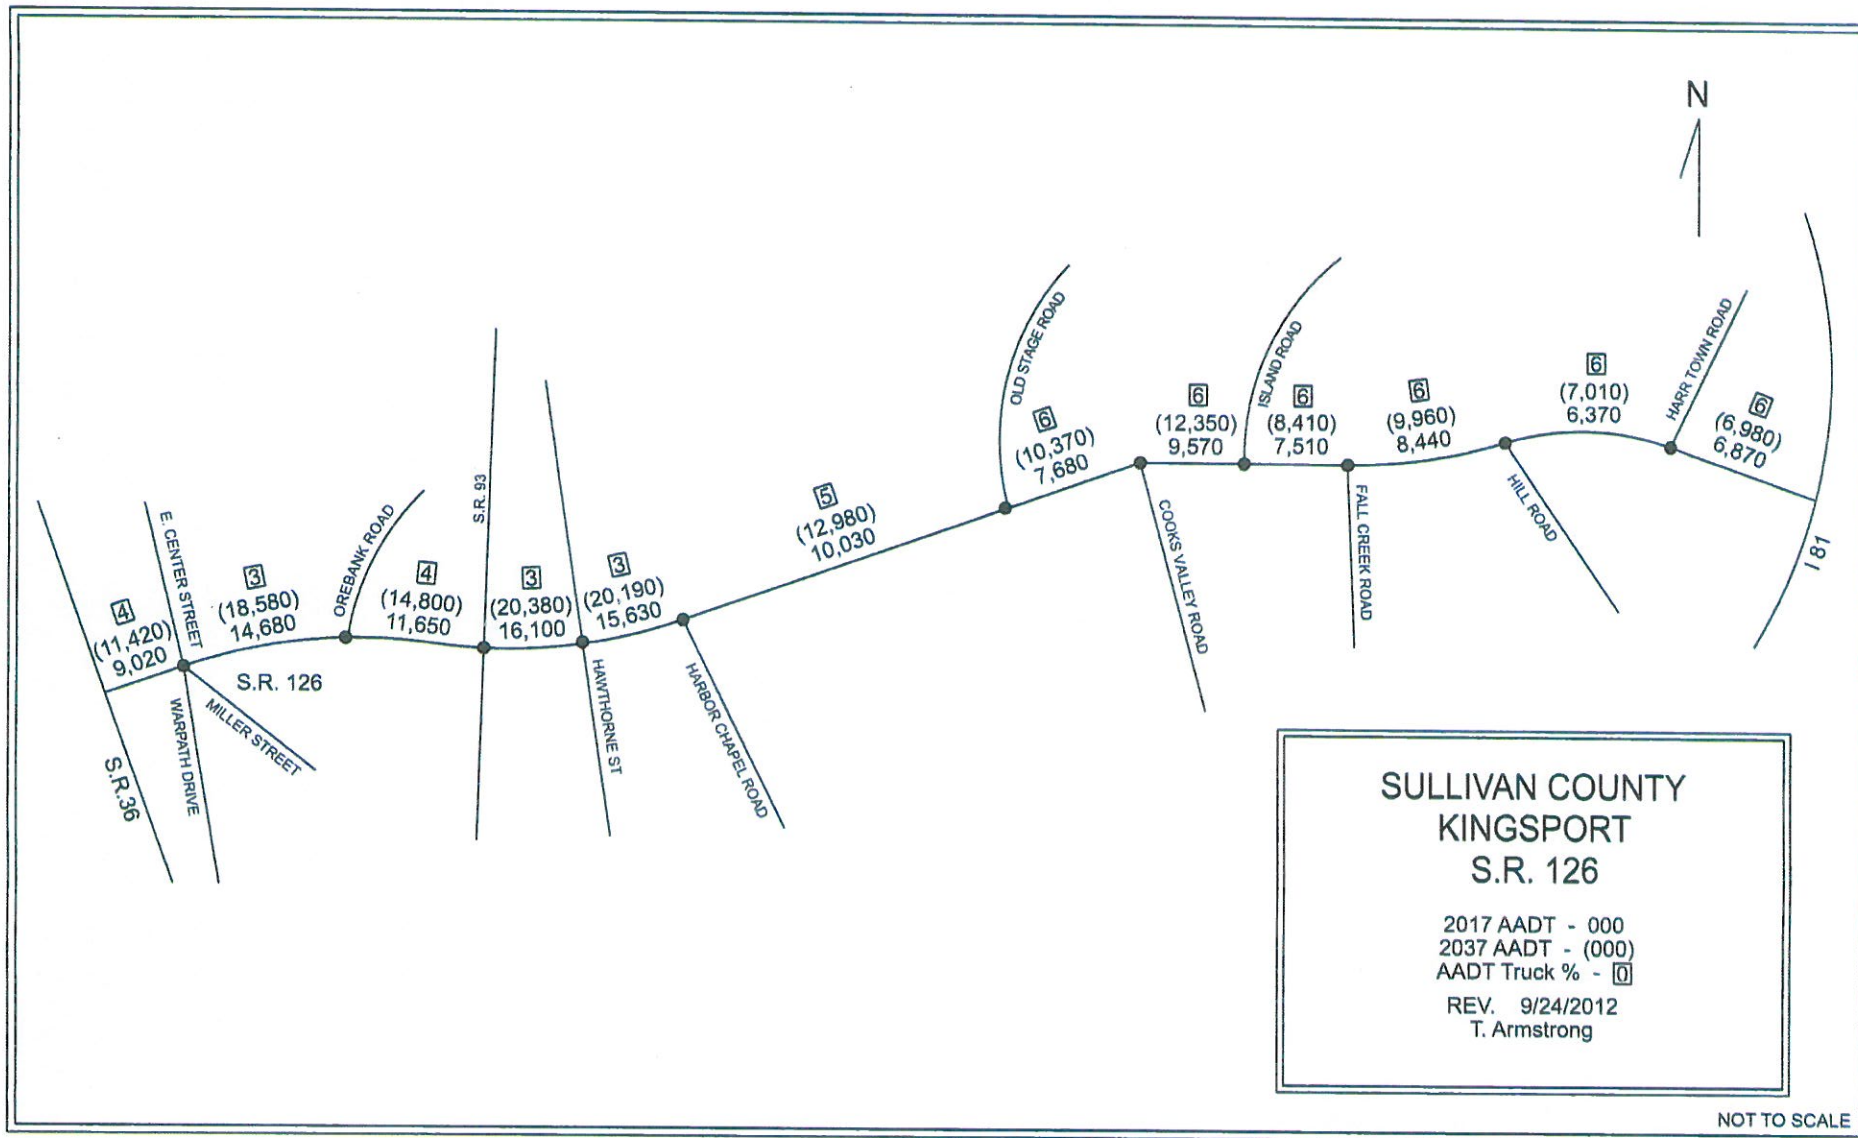 N
S.R.36
4
(11,420)
9,020
E. CENTER STREET
WARPATH DRIVE
MILLER STREET
3
(18,580)
14,680
S.R. 126
OREBANK ROAD
4
(14,800)
11,650
S.R. 93
3
(20,380)
16,100
HAWTHORNE ST
3
(20,190)
15,630
HARBOR CHAPEL ROAD
5
(12,980)
10,030
OLD STAGE ROAD
6
(10,370)
7,680
COOKS VALLEY ROAD
6
(12,350)
9,570
ISLAND ROAD
6
(8,410)
7,510
FALL CREEK ROAD
6
(9,960)
8,440
HILL ROAD
6
(7,010)
6,370
HARR TOWN ROAD
6
(6,980)
6,870
I 81
SULLIVAN COUNTY
KINGSPORT
S.R. 126
2017 AADT - 000
2037 AADT - (000)
AADT Truck % - 0
REV. 9/24/2012
T. Armstrong
NOT TO SCALE